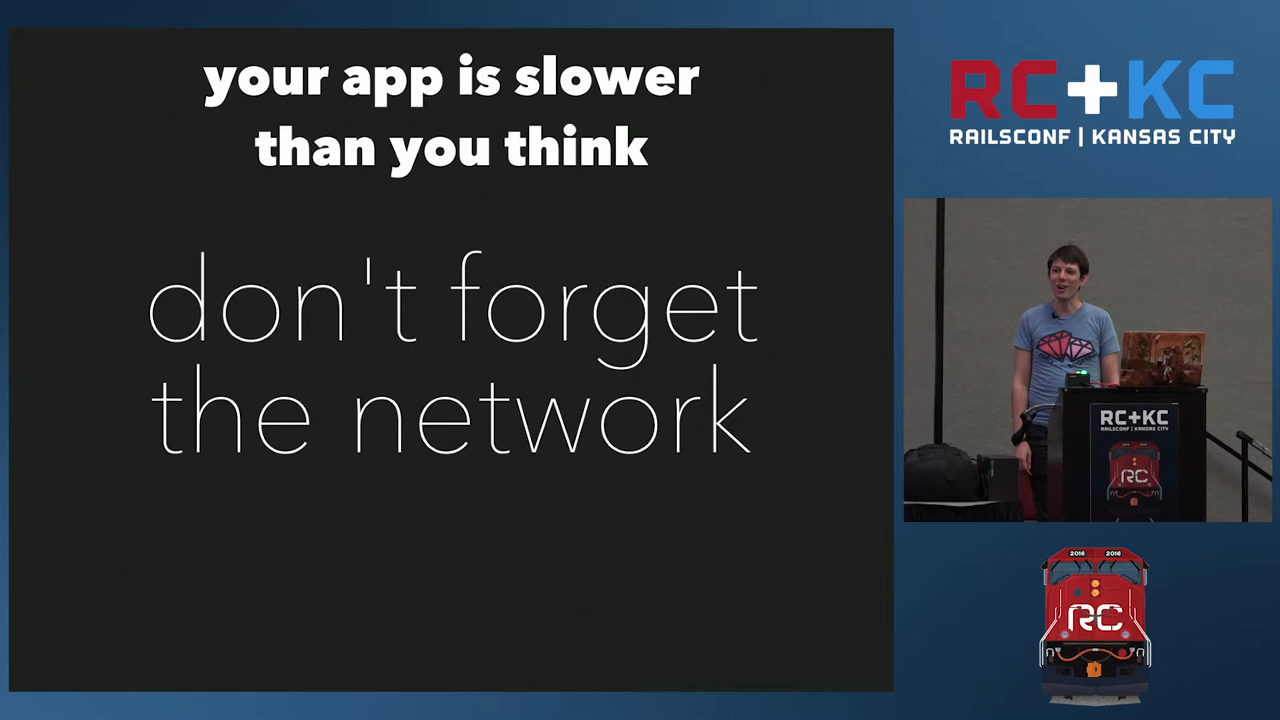 your app is slower
than you think
don't forget
the network
RC+KC
RAILSCONF | KANSAS CITY
RC+KC
RAILSCONF | KANSAS CITY
RC
2016 2016
RC